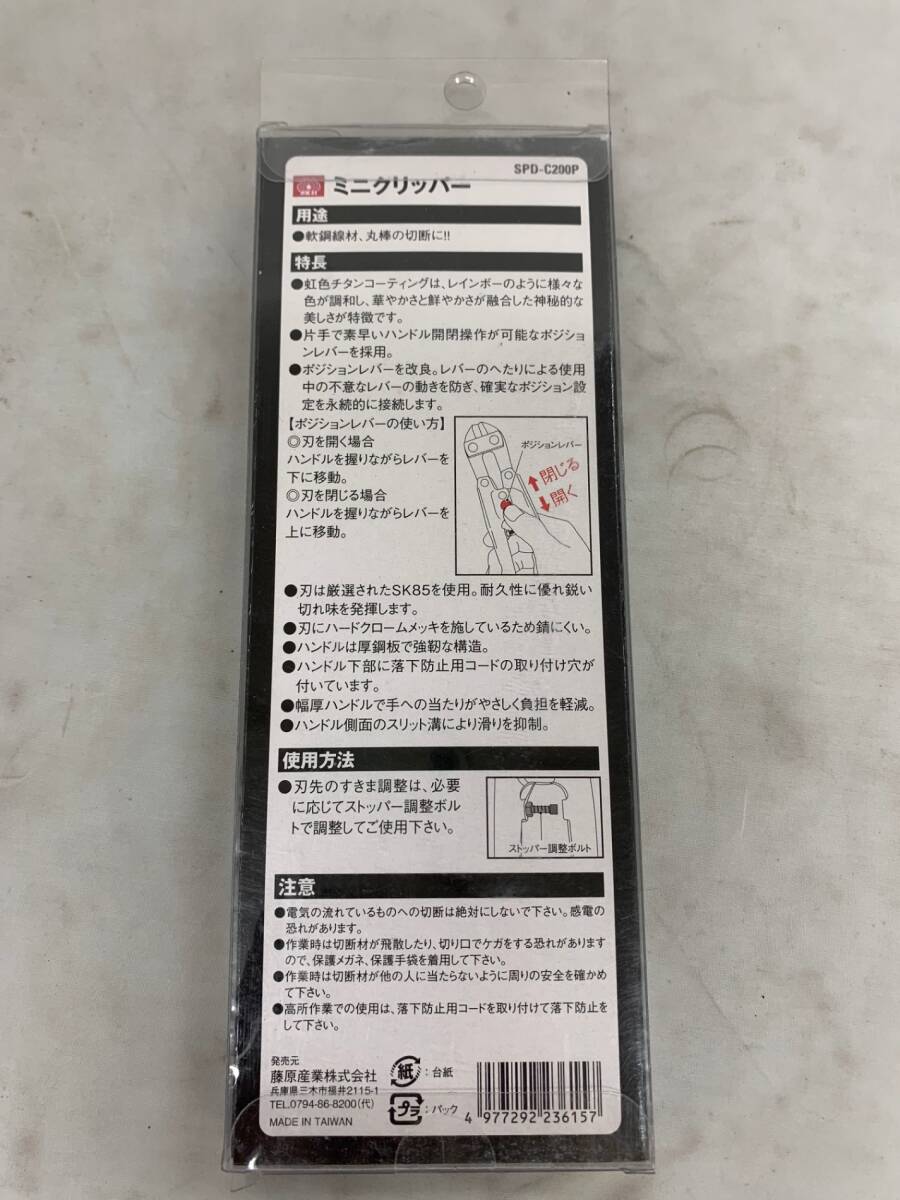 SPD-C200P
SK11 ミニクリッパー
用途
●軟鋼線材、丸棒の切断に!!
特長
●虹色チタンコーティングは、レインボーのように様々な
色が調和し、華やかさと鮮やかさが融合した神秘的な
美しさが特徴です。
●片手で素早いハンドル開閉操作が可能なポジショ
ンレバーを採用。
●ポジションレバーを改良。レバーのへたりによる使用
中の不意なレバーの動きを防ぎ、確実なポジション設
定を永続的に接続します。
【ポジションレバーの使い方】
◎刃を開く場合
ハンドルを握りながらレバーを
下に移動。
◎刃を閉じる場合
ハンドルを握りながらレバーを
上に移動。
ポジションレバー
閉じる
開く
●刃は厳選されたSK85を使用。耐久性に優れ鋭い
切れ味を発揮します。
●刃にハードクロームメッキを施しているため錆にくい。
●ハンドルは厚鋼板で強靭な構造。
●ハンドル下部に落下防止用コードの取り付け穴が
付いています。
●幅厚ハンドルで手への当たりがやさしく負担を軽減。
●ハンドル側面のスリット溝により滑りを抑制。
使用方法
●刃先のすきま調整は、必要
に応じてストッパー調整ボル
トで調整してご使用下さい。
ストッパー調整ボルト
注意
●電気の流れているものへの切断は絶対にしないで下さい。感電の
恐れがあります。
●作業時は切断材が飛散したり、切り口でケガをする恐れがあります
ので、保護メガネ、保護手袋を着用して下さい。
●作業時は切断材が他の人に当たらないように周りの安全を確かめ
て下さい。
●高所作業での使用は、落下防止用コードを取り付けて落下防止を
して下さい。
発売元
藤原産業株式会社
兵庫県三木市福井2115-1
TEL.0794-86-8200(代)
MADE IN TAIWAN
紙:台紙
プラ:パック
4 977292 236157